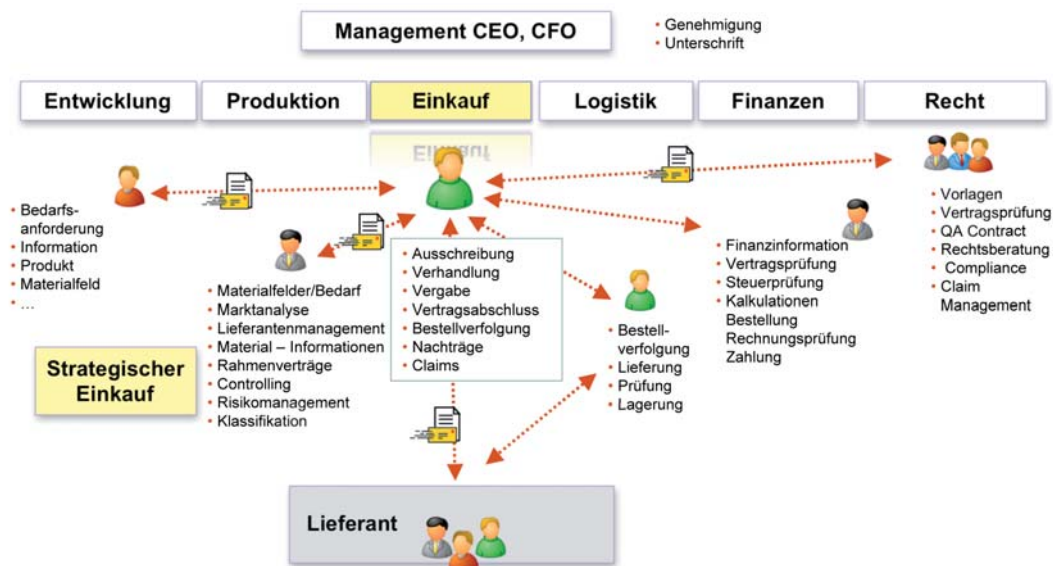 Management CEO, CFO
• Genehmigung
• Unterschrift
Entwicklung
Produktion
Einkauf
Logistik
Finanzen
Recht
Einkauf
• Bedarfs-
anforderung
• Information
• Produkt
• Materialfeld
• ...
• Materialfelder/Bedarf
• Marktanalyse
• Lieferantenmanagement
• Material – Informationen
• Rahmenverträge
• Controlling
• Risikomanagement
• Klassifikation
Strategischer
Einkauf
• Ausschreibung
• Verhandlung
• Vergabe
• Vertragsabschluss
• Bestellverfolgung
• Nachträge
• Claims
• Bestell-
verfolgung
• Lieferung
• Prüfung
• Lagerung
• Finanzinformation
• Vertragsprüfung
• Steuerprüfung
• Kalkulationen
Bestellung
Rechnungsprüfung
Zahlung
• Vorlagen
• Vertragsprüfung
• QA Contract
• Rechtsberatung
• Compliance
• Claim
Management
Lieferant